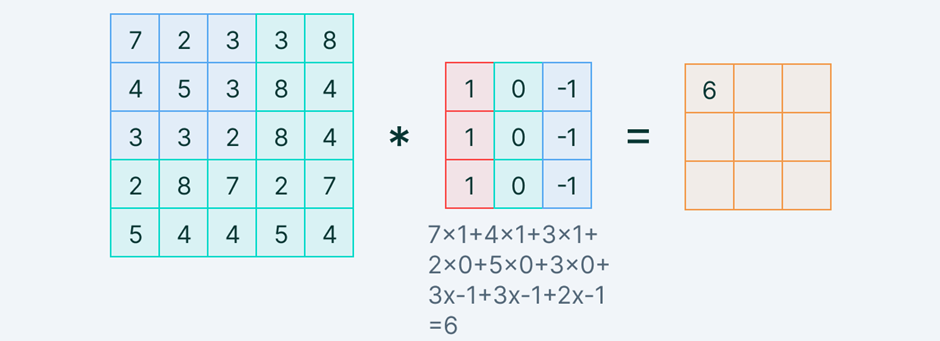 7 2 3 3 8
4 5 3 8 4
3 3 2 8 4
2 8 7 2 7
5 4 4 5 4
*
1 0 -1
1 0 -1
1 0 -1
=
6
7×1+4×1+3×1+
2×0+5×0+3×0+
3x-1+3x-1+2x-1
=6